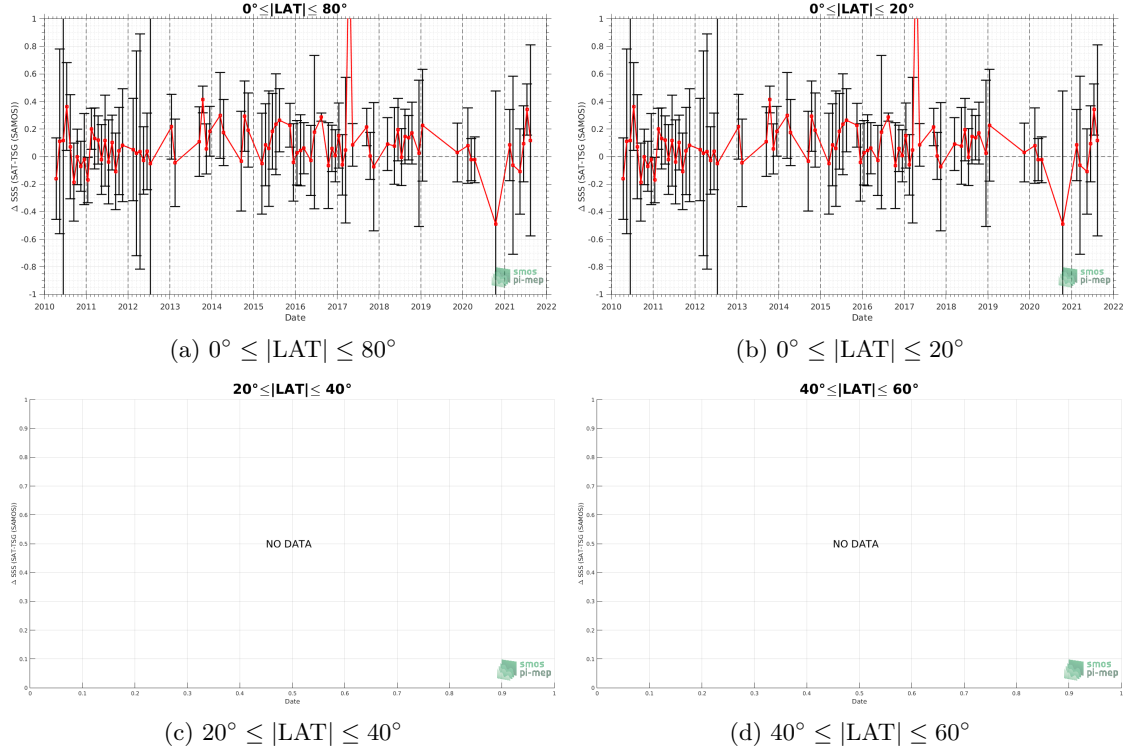 0°≤|LAT|≤ 80°
Δ SSS (SAT-TSG (SAMOS))
1
0.8
0.6
0.4
0.2
0
-0.2
-0.4
-0.6
-0.8
-1
2010 2011 2012 2013 2014 2015 2016 2017 2018 2019 2020 2021 2022
Date
smos
pi-mep
(a) 0° ≤ |LAT| ≤ 80°
0°≤|LAT|≤ 20°
Δ SSS (SAT-TSG (SAMOS))
1
0.8
0.6
0.4
0.2
0
-0.2
-0.4
-0.6
-0.8
-1
2010 2011 2012 2013 2014 2015 2016 2017 2018 2019 2020 2021 2022
Date
smos
pi-mep
(b) 0° ≤ |LAT| ≤ 20°
20°≤|LAT|≤ 40°
Δ SSS (SAT-TSG (SAMOS))
1
0.9
0.8
0.7
0.6
0.5
0.4
0.3
0.2
0.1
0
NO DATA
0 0.1 0.2 0.3 0.4 0.5 0.6 0.7 0.8 0.9 1
Date
smos
pi-mep
(c) 20° ≤ |LAT| ≤ 40°
40°≤|LAT|≤ 60°
Δ SSS (SAT-TSG (SAMOS))
1
0.9
0.8
0.7
0.6
0.5
0.4
0.3
0.2
0.1
0
NO DATA
0 0.1 0.2 0.3 0.4 0.5 0.6 0.7 0.8 0.9 1
Date
smos
pi-mep
(d) 40° ≤ |LAT| ≤ 60°